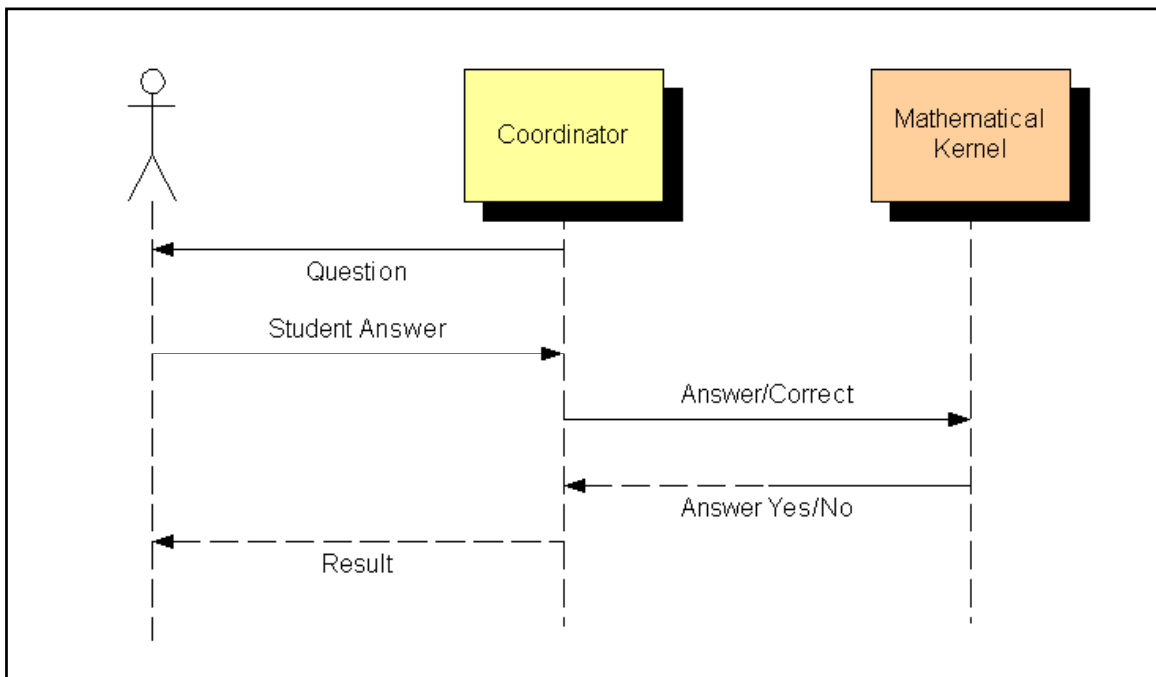 Coordinator
Mathematical
Kernel
Question
Student Answer
Answer/Correct
Answer Yes/No
Result